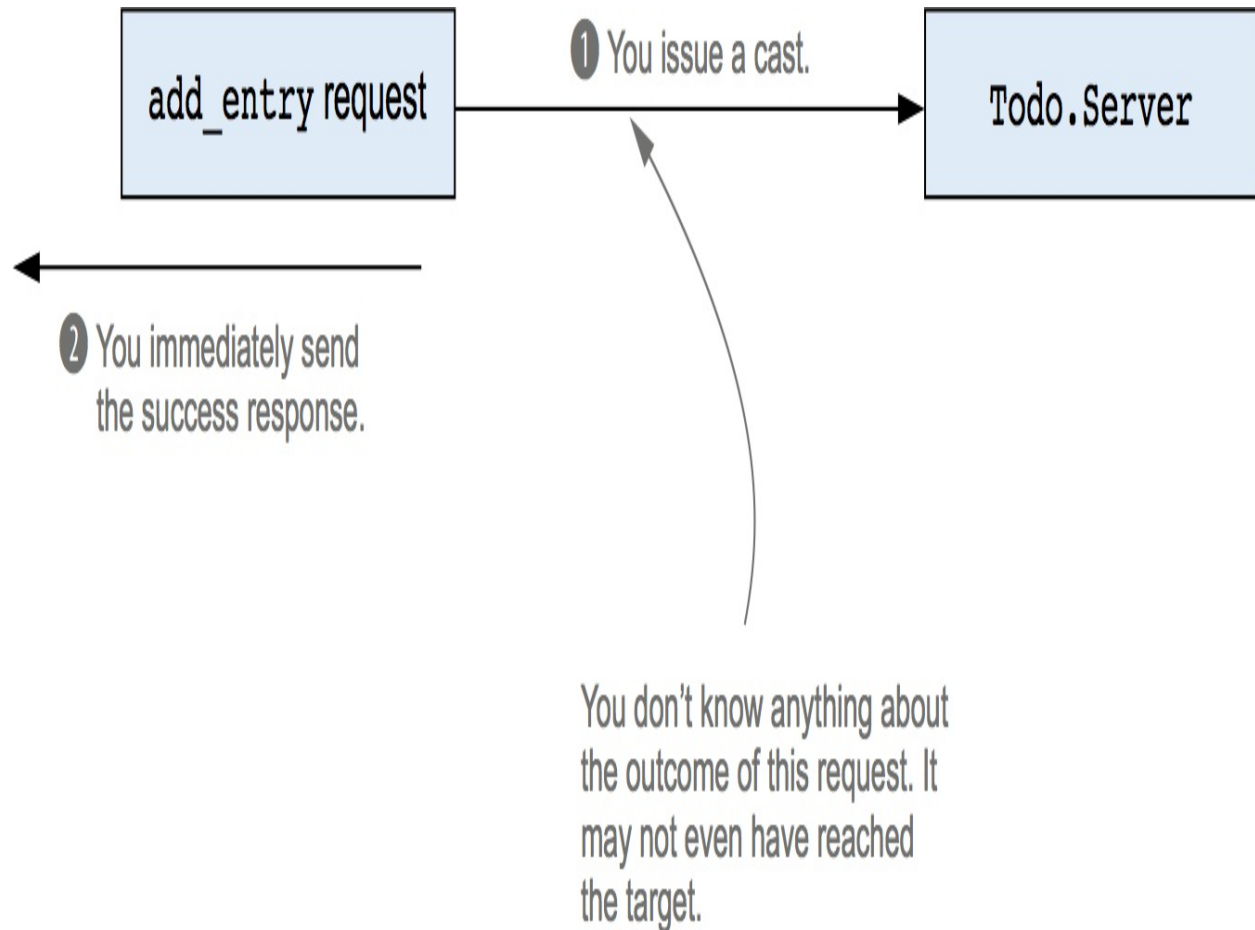 add_entry request
1 You issue a cast.
Todo.Server
2 You immediately send
the success response.
You don’t know anything about
the outcome of this request. It
may not even have reached
the target.